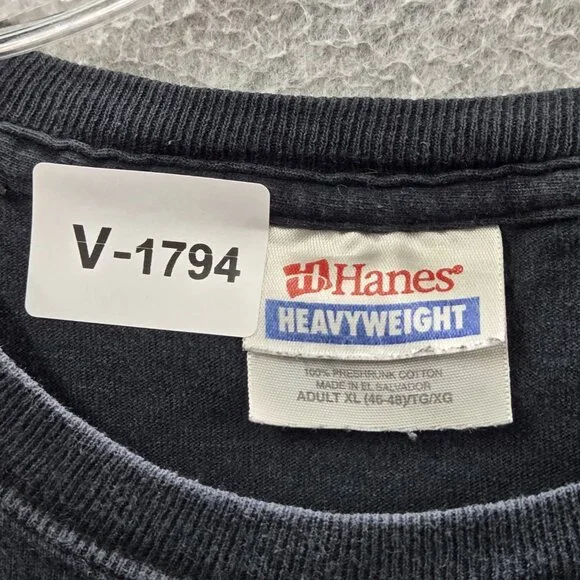 V-1794
Hanes®
HEAVYWEIGHT
100% PRESHRUNK COTTON
MADE IN EL SALVADOR
ADULT XL (46-48)/TG/XG